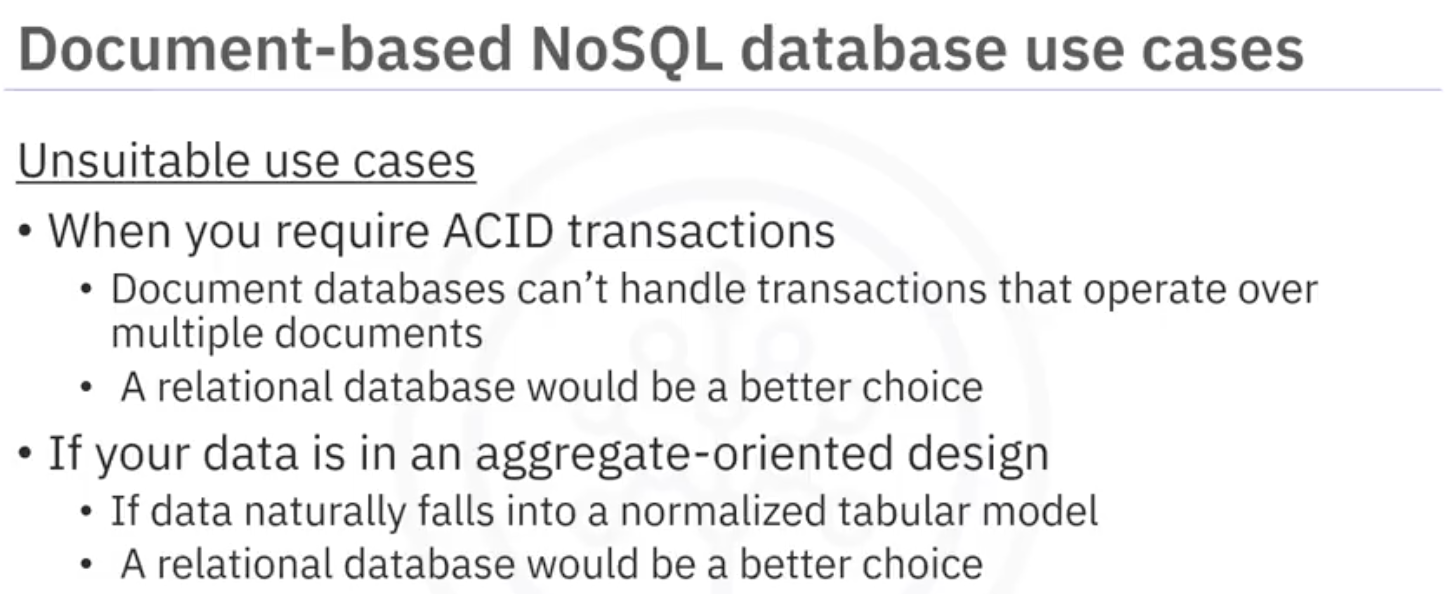 Document-based NoSQL database use cases
Unsuitable use cases
• When you require ACID transactions
• Document databases can’t handle transactions that operate over
multiple documents
• A relational database would be a better choice
• If your data is in an aggregate-oriented design
• If data naturally falls into a normalized tabular model
• A relational database would be a better choice